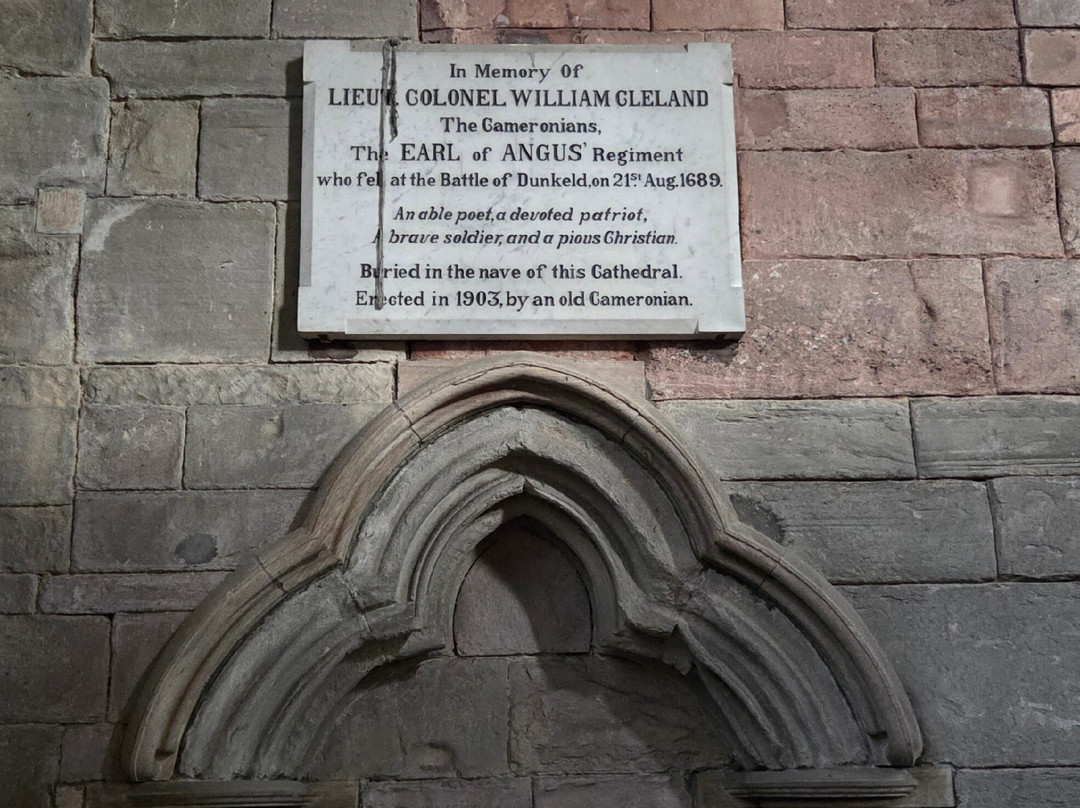 In Memory Of
LIEUT. COLONEL WILLIAM CLELAND
The Cameronians,
The EARL of ANGUS' Regiment
who fell at the Battle of Dunkeld, on 21st Aug. 1689.
An able poet, a devoted patriot,
A brave soldier, and a pious Christian.
Buried in the nave of this Cathedral.
Erected in 1903, by an old Cameronian.